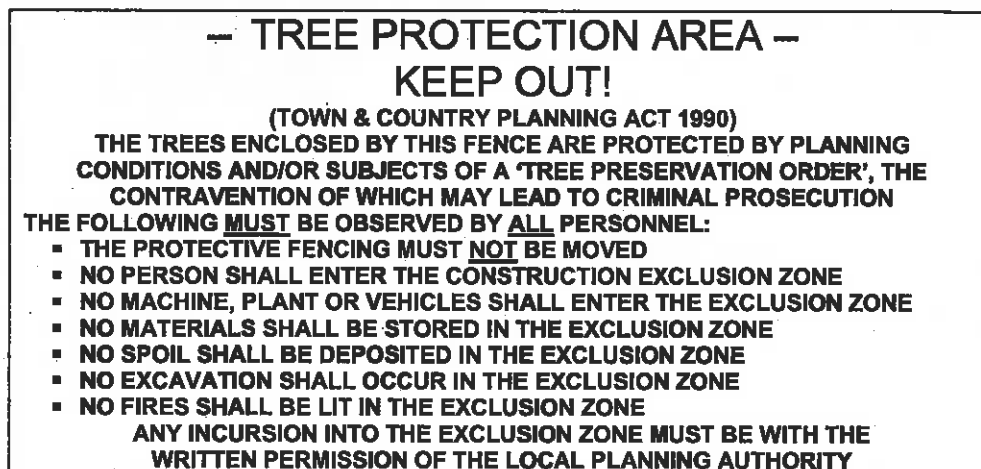 – TREE PROTECTION AREA –
KEEP OUT!
(TOWN & COUNTRY PLANNING ACT 1990)
THE TREES ENCLOSED BY THIS FENCE ARE PROTECTED BY PLANNING
CONDITIONS AND/OR SUBJECTS OF A ‘TREE PRESERVATION ORDER’, THE
CONTRAVENTION OF WHICH MAY LEAD TO CRIMINAL PROSECUTION
THE FOLLOWING MUST BE OBSERVED BY ALL PERSONNEL:
▪ THE PROTECTIVE FENCING MUST NOT BE MOVED
▪ NO PERSON SHALL ENTER THE CONSTRUCTION EXCLUSION ZONE
▪ NO MACHINE, PLANT OR VEHICLES SHALL ENTER THE EXCLUSION ZONE
▪ NO MATERIALS SHALL BE STORED IN THE EXCLUSION ZONE
▪ NO SPOIL SHALL BE DEPOSITED IN THE EXCLUSION ZONE
▪ NO EXCAVATION SHALL OCCUR IN THE EXCLUSION ZONE
▪ NO FIRES SHALL BE LIT IN THE EXCLUSION ZONE
ANY INCURSION INTO THE EXCLUSION ZONE MUST BE WITH THE
WRITTEN PERMISSION OF THE LOCAL PLANNING AUTHORITY